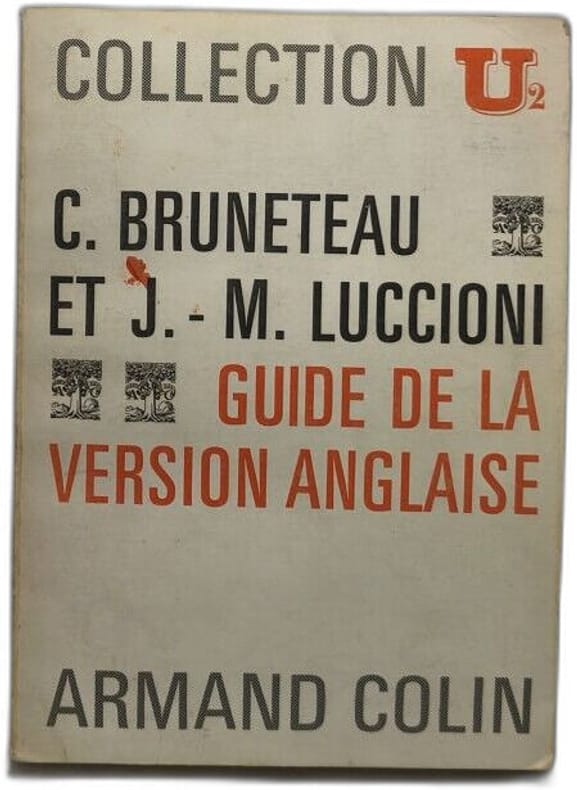 COLLECTION U2
C. BRUNETEAU
ET J.-M. LUCCIONI
GUIDE DE LA
VERSION ANGLAISE
ARMAND COLIN